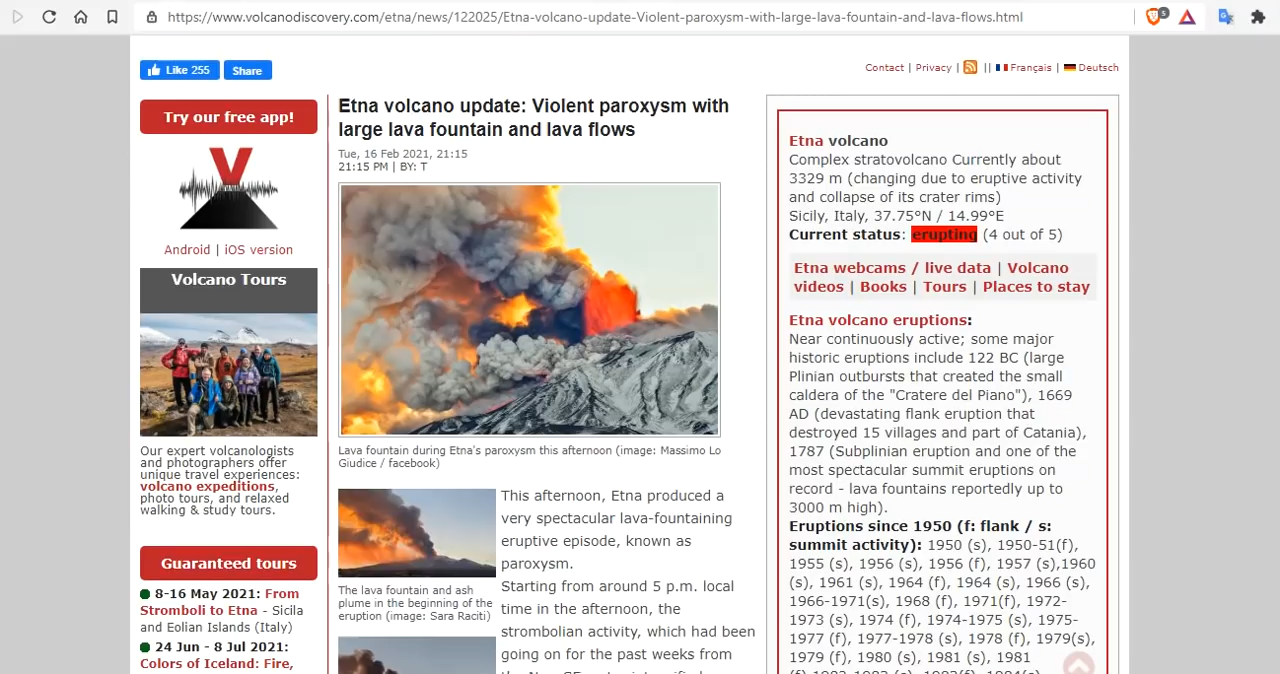 https://www.volcanodiscovery.com/etna/news/122025/Etna-volcano-update-Violent-paroxysm-with-large-lava-fountain-and-lava-flows.html
5
Like 255
Share
Contact | Privacy | || Français | Deutsch
Try our free app!
Android | iOS version
Volcano Tours
Our expert volcanologists
and photographers offer
unique travel experiences:
volcano expeditions,
photo tours, and relaxed
walking & study tours.
Guaranteed tours
8-16 May 2021: From
Stromboli to Etna - Sicila
and Eolian Islands (Italy)
24 Jun - 8 Jul 2021:
Colors of Iceland: Fire,
Etna volcano update: Violent paroxysm with
large lava fountain and lava flows
Tue, 16 Feb 2021, 21:15
21:15 PM | BY: T
Lava fountain during Etna's paroxysm this afternoon (image: Massimo Lo
Giudice / facebook)
The lava fountain and ash
plume in the beginning of the
eruption (image: Sara Raciti)
This afternoon, Etna produced a
very spectacular lava-fountaining
eruptive episode, known as
paroxysm.
Starting from around 5 p.m. local
time in the afternoon, the
strombolian activity, which had been
going on for the past weeks from
Etna volcano
Complex stratovolcano Currently about
3329 m (changing due to eruptive activity
and collapse of its crater rims)
Sicily, Italy, 37.75°N / 14.99°E
Current status: erupting (4 out of 5)
Etna webcams / live data | Volcano
videos | Books | Tours | Places to stay
Etna volcano eruptions:
Near continuously active; some major
historic eruptions include 122 BC (large
Plinian outbursts that created the small
caldera of the "Cratere del Piano"), 1669
AD (devastating flank eruption that
destroyed 15 villages and part of Catania),
1787 (Subplinian eruption and one of the
most spectacular summit eruptions on
record - lava fountains reportedly up to
3000 m high).
Eruptions since 1950 (f: flank / s:
summit activity): 1950 (s), 1950-51(f),
1955 (s), 1956 (s), 1956 (f), 1957 (s),1960
(s), 1961 (s), 1964 (f), 1964 (s), 1966 (s),
1966-1971(s), 1968 (f), 1971(f), 1972-
1973 (s), 1974 (f), 1974-1975 (s), 1975-
1977 (f), 1977-1978 (s), 1978 (f), 1979(s),
1979 (f), 1980 (s), 1981 (s), 1981